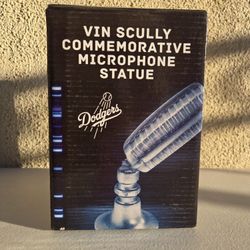 VIN SCULLY
COMMEMORATIVE
MICROPHONE
STATUE
Dodgers